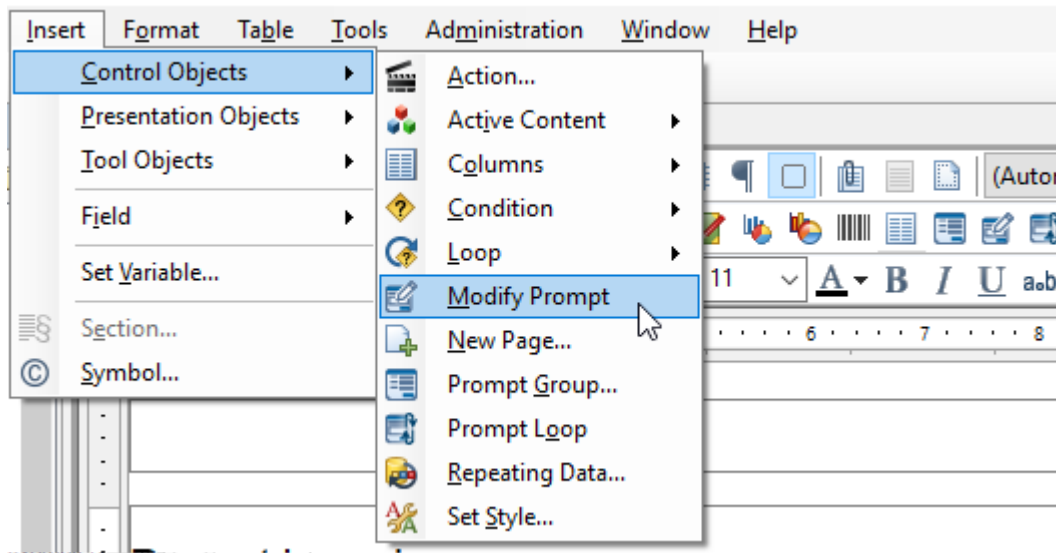 Insert Format Table Tools Administration Window Help
Control Objects
Presentation Objects
Tool Objects
Field
Set Variable...
Section...
Symbol...
Action...
Active Content
Columns
Condition
Loop
Modify Prompt
New Page...
Prompt Group...
Prompt Loop
Repeating Data...
Set Style...
(Autor
11 A B I U a
6 7 8